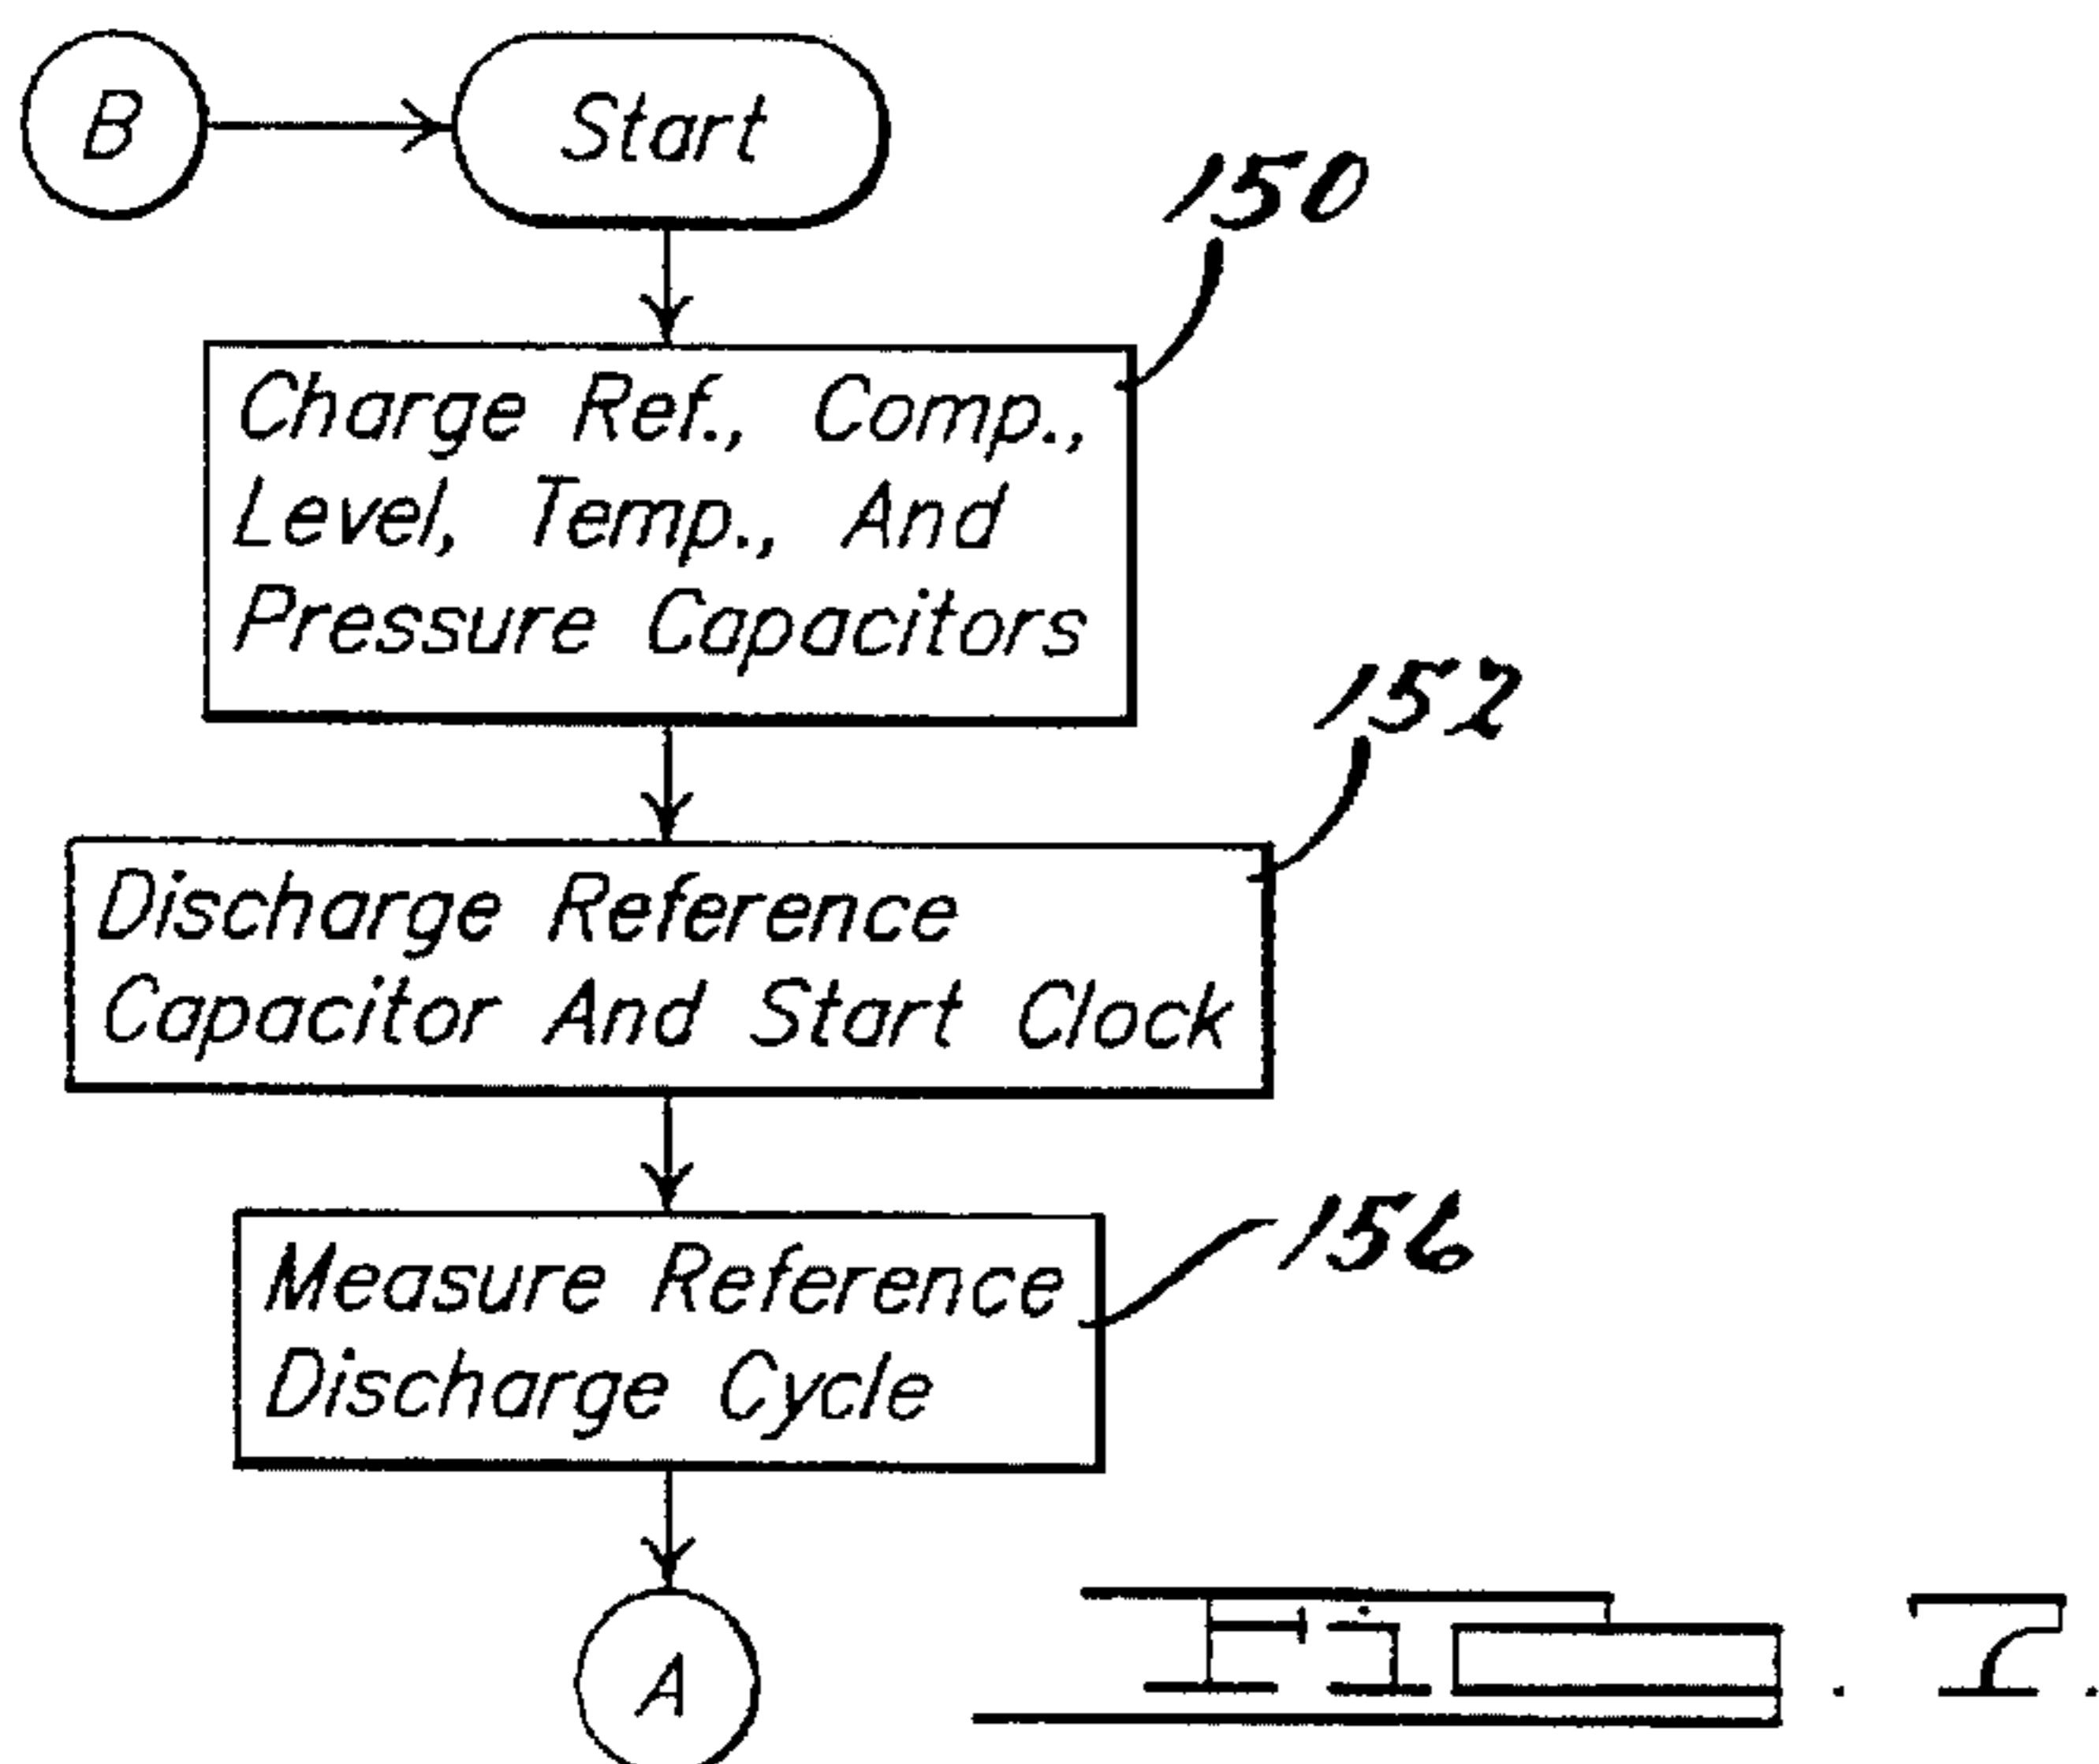 B
Start
150
Charge Ref., Comp.,
Level, Temp., And
Pressure Capacitors
152
Discharge Reference
Capacitor And Start Clock
156
Measure Reference
Discharge Cycle
A
Fig. 7.